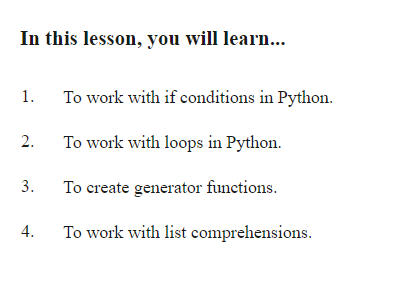 In this lesson, you will learn...
1. To work with if conditions in Python.
2. To work with loops in Python.
3. To create generator functions.
4. To work with list comprehensions.